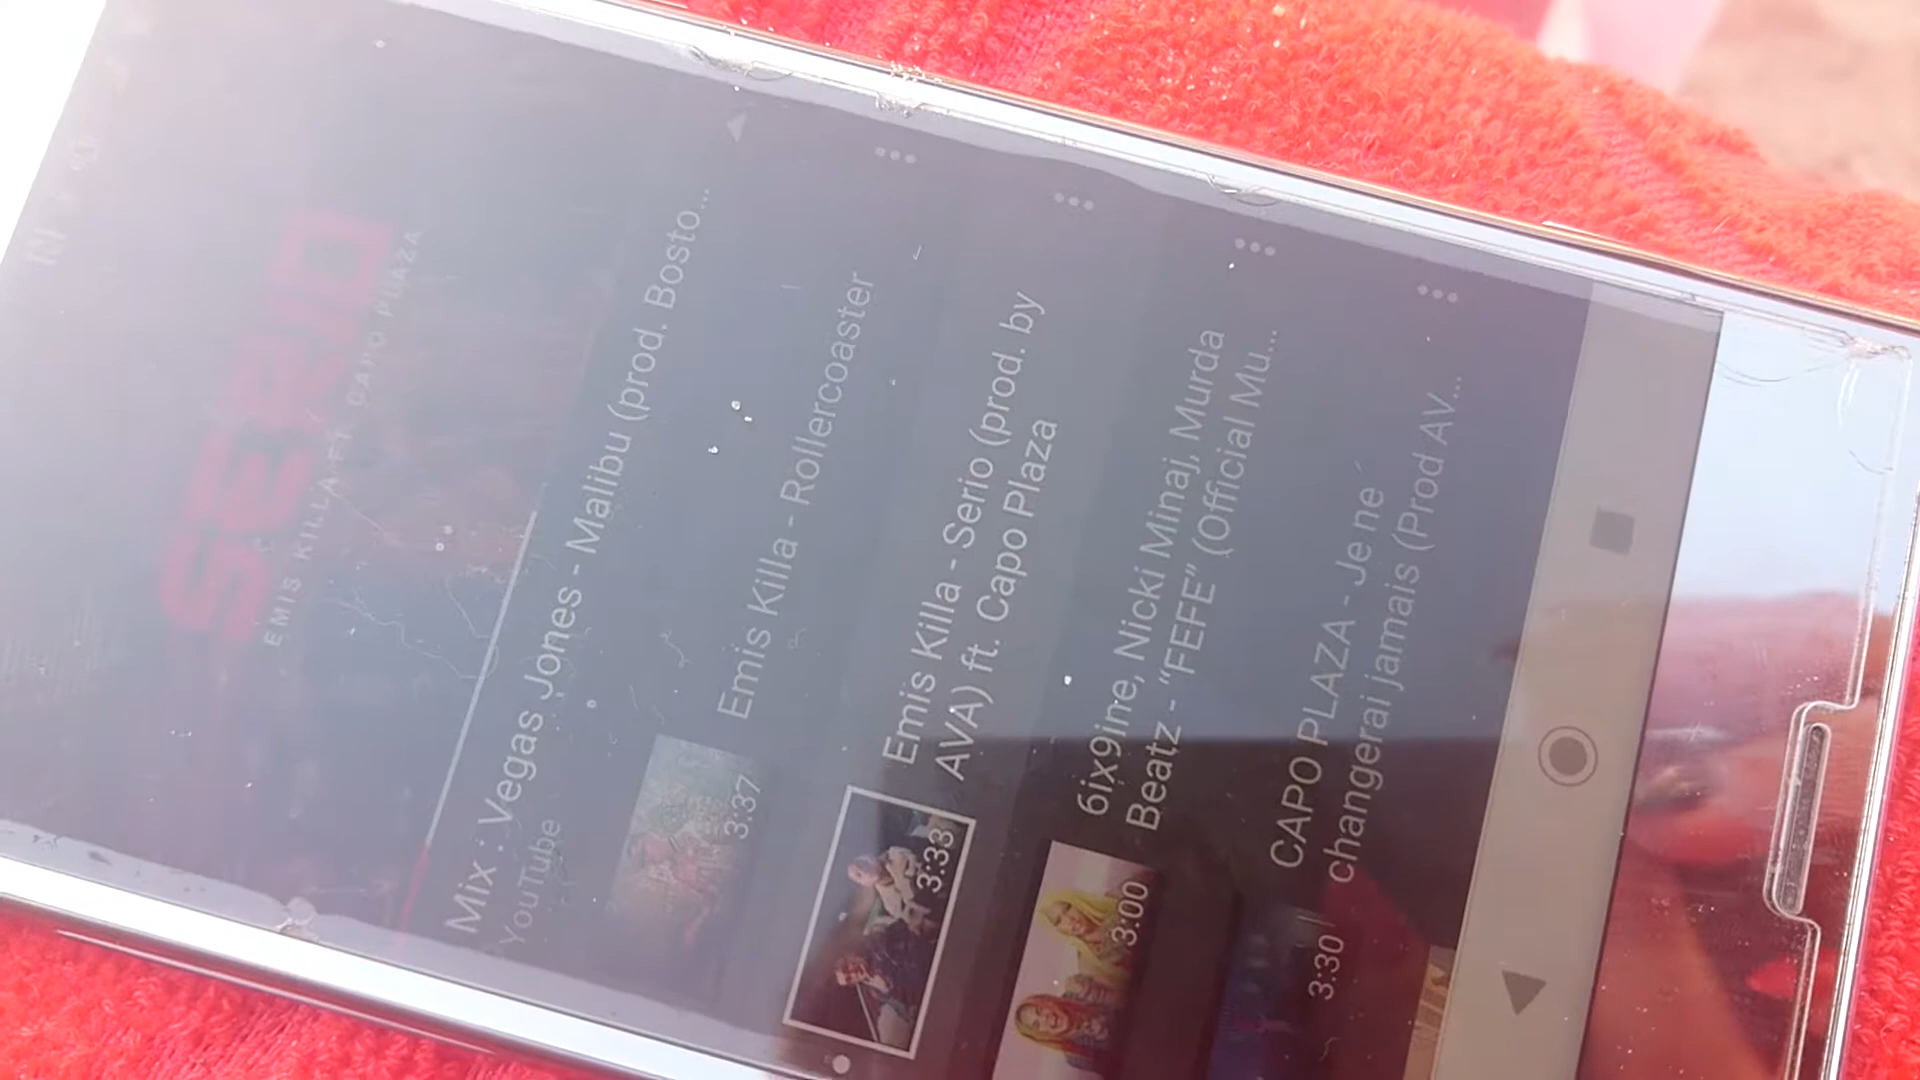 SERIO
EMIS KILLA FT. CAPO PLAZA
Mix : Vegas Jones - Malibu (prod. Bosto...
YouTube
3:37
Emis Killa - Rollercoaster
3:33
Emis Killa - Serio (prod. by
AVA) ft. Capo Plaza
3:00
6ix9ine, Nicki Minaj, Murda
Beatz - “FEFE” (Official Mu...
3:30
CAPO PLAZA - Je ne
changerai jamais (Prod AV...